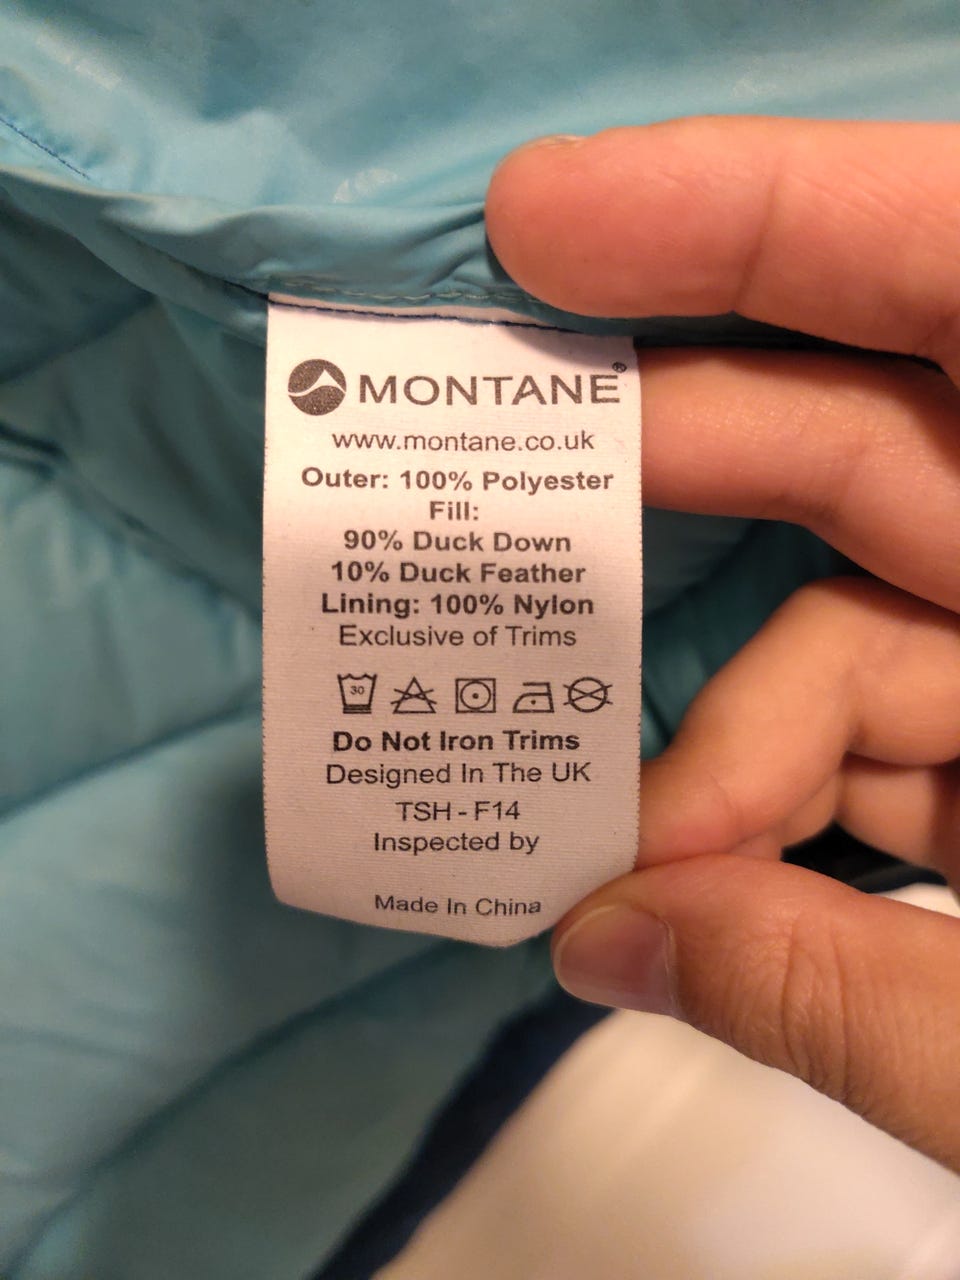 MONTANE®
www.montane.co.uk
Outer: 100% Polyester
Fill:
90% Duck Down
10% Duck Feather
Lining: 100% Nylon
Exclusive of Trims
30
Do Not Iron Trims
Designed In The UK
TSH - F14
Inspected by
Made In China